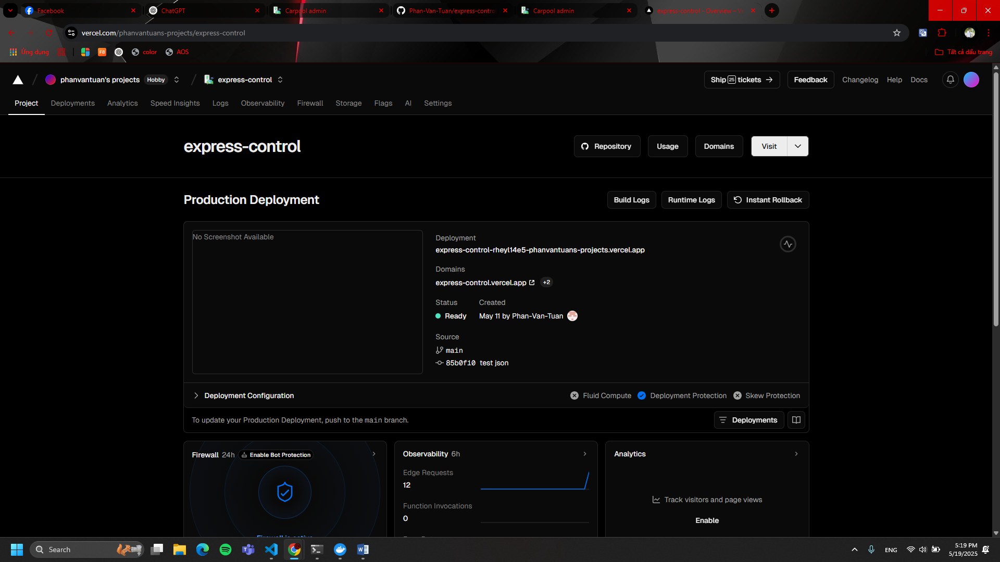 Facebook
ChatGPT
Carpool admin
Phan-Van-Tuan/express-contro
Carpool admin
express-control - Overview – V
vercel.com/phanvantuans-projects/express-control
Ứng dụng
F8
color
AOS
Tất cả dấu trang
phanvantuan's projects
Hobby
express-control
Ship 25 tickets
Feedback
Changelog
Help
Docs
Project
Deployments
Analytics
Speed Insights
Logs
Observability
Firewall
Storage
Flags
AI
Settings
express-control
Repository
Usage
Domains
Visit
Production Deployment
Build Logs
Runtime Logs
Instant Rollback
No Screenshot Available
Deployment
express-control-rheyl14e5-phanvantuans-projects.vercel.app
Domains
express-control.vercel.app
+2
Status
Created
Ready
May 11 by Phan-Van-Tuan
Source
main
85b0f10 test json
Deployment Configuration
Fluid Compute
Deployment Protection
Skew Protection
To update your Production Deployment, push to the main branch.
Deployments
Firewall 24h
Enable Bot Protection
Observability 6h
Edge Requests
12
Function Invocations
0
Analytics
Track visitors and page views
Enable
Firewall is active
Search
ENG
5:19 PM
5/19/2025